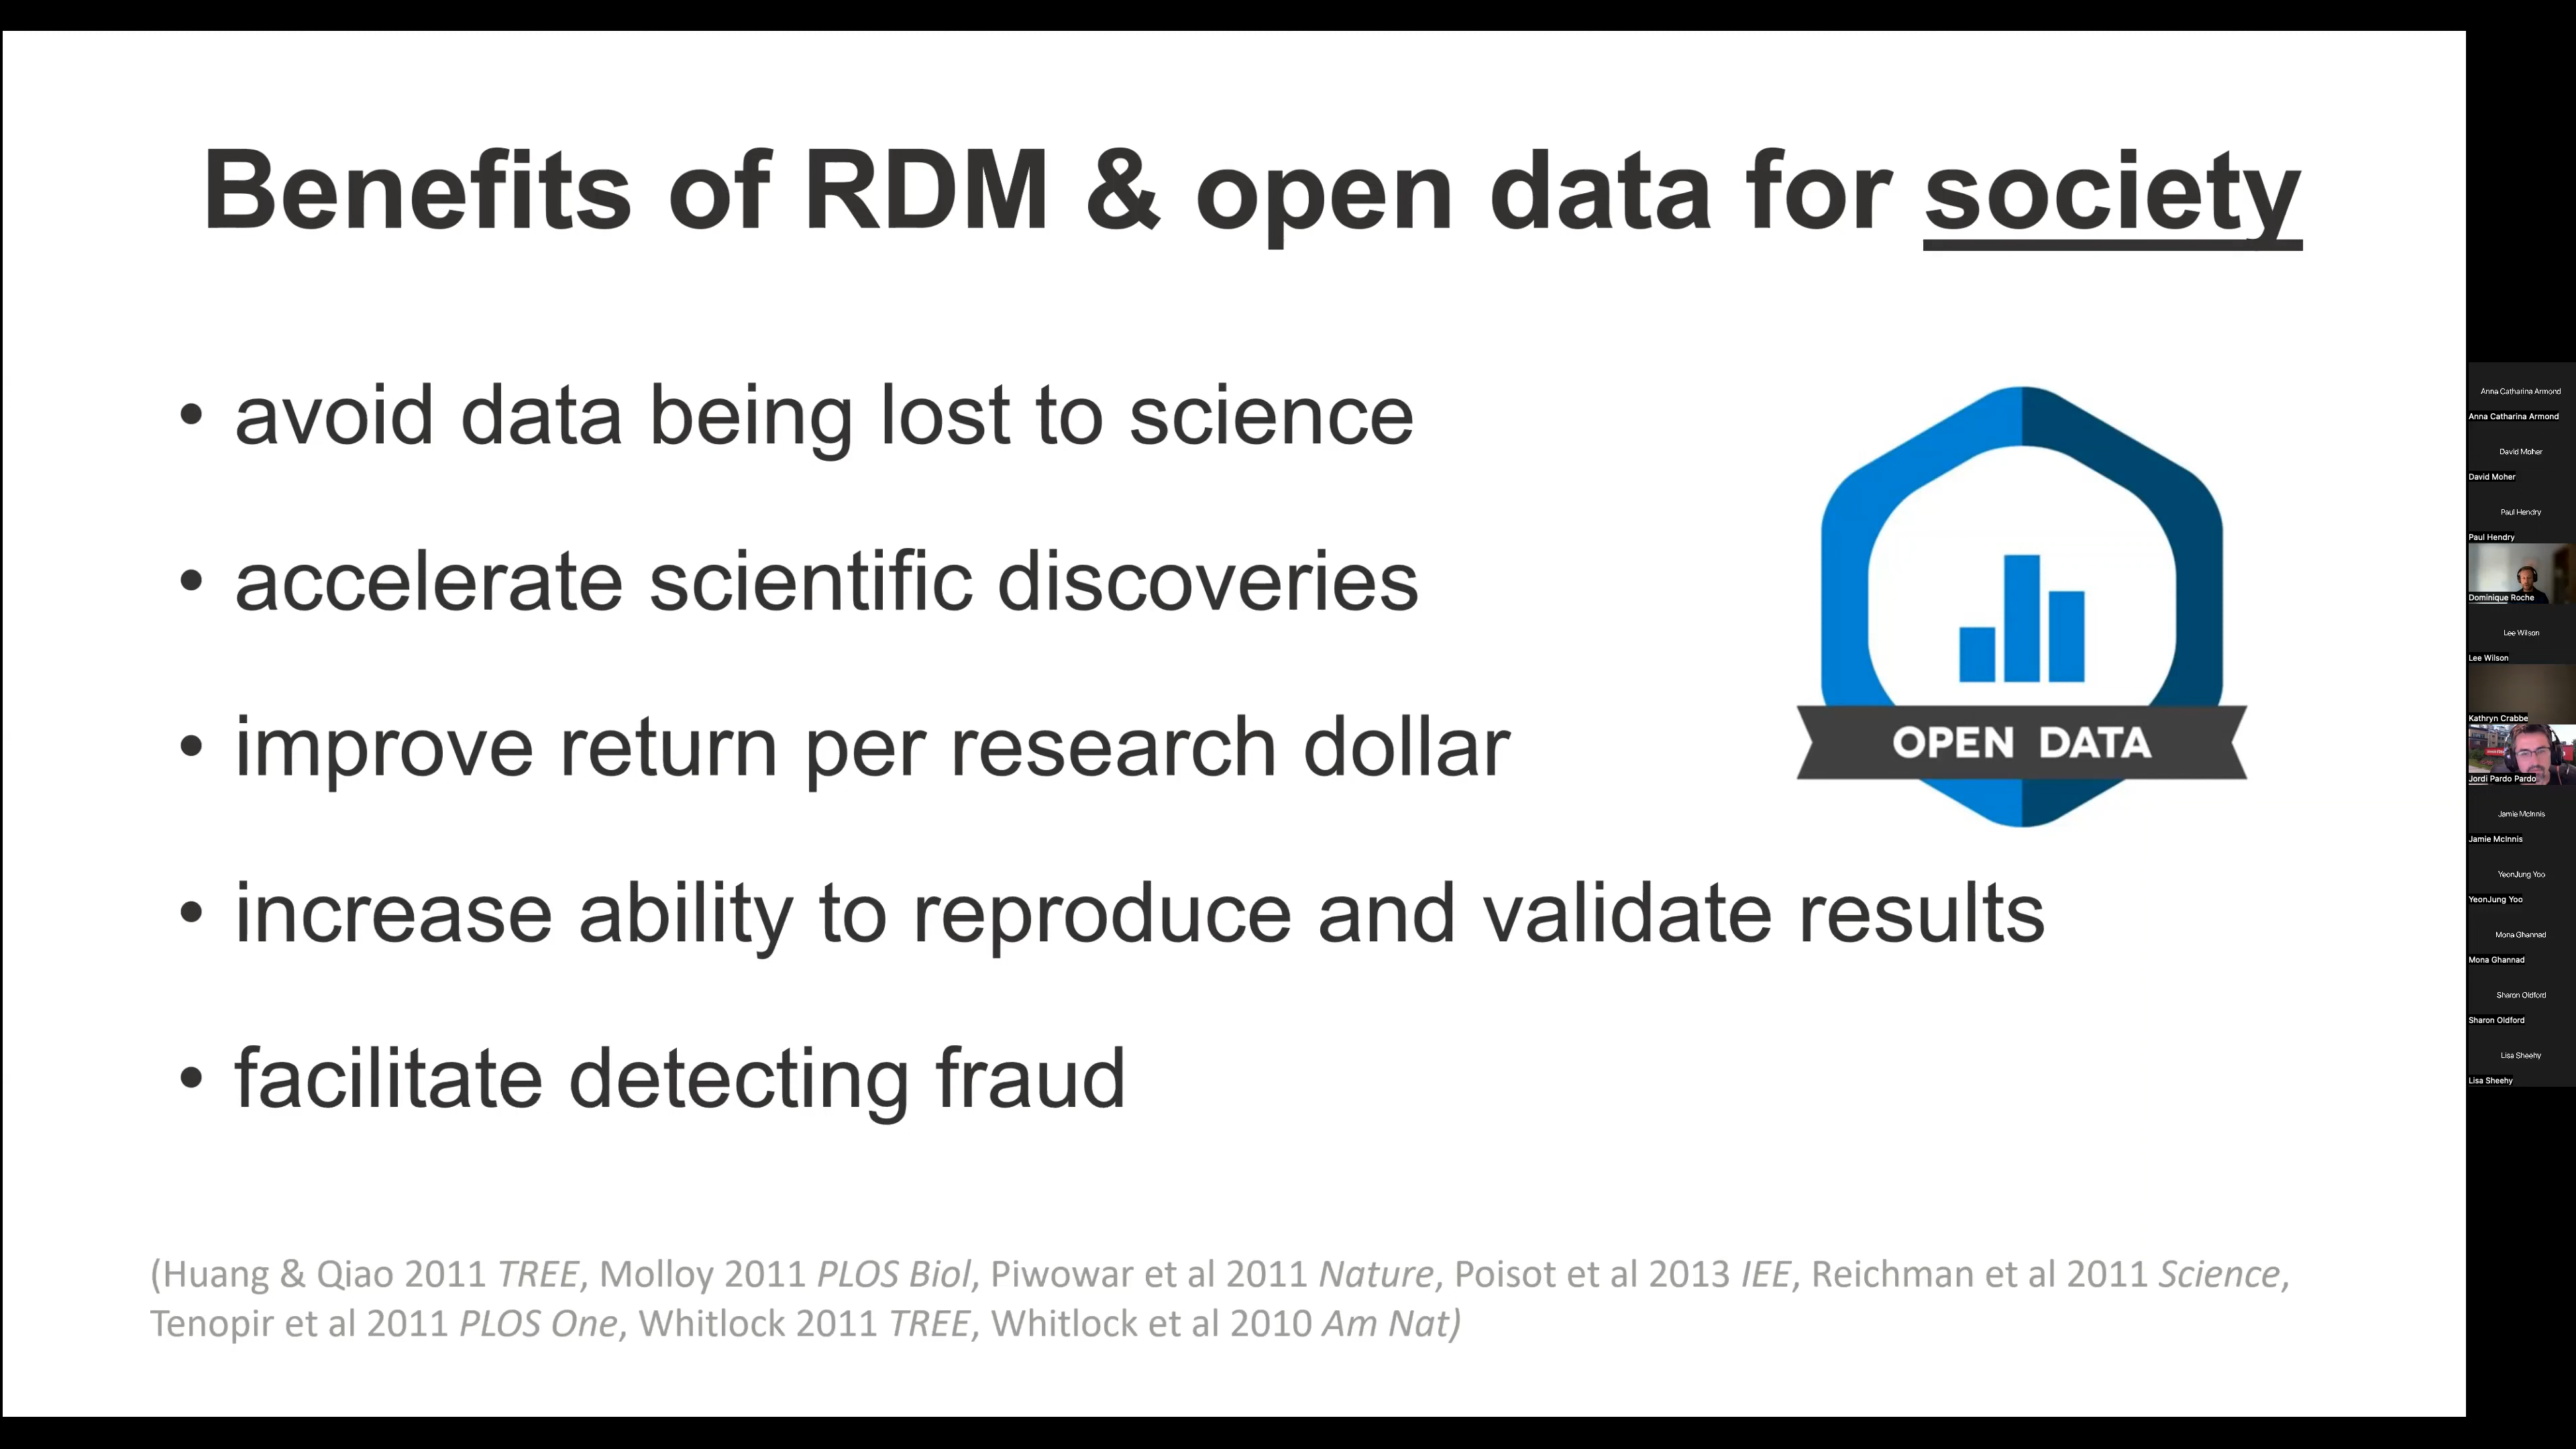 Benefits of RDM & open data for society
• avoid data being lost to science
• accelerate scientific discoveries
• improve return per research dollar
• increase ability to reproduce and validate results
• facilitate detecting fraud
OPEN DATA
(Huang & Qiao 2011 TREE, Molloy 2011 PLOS Biol, Piwowar et al 2011 Nature, Poisot et al 2013 IEE, Reichman et al 2011 Science,
Tenopir et al 2011 PLOS One, Whitlock 2011 TREE, Whitlock et al 2010 Am Nat)
Anna Catharina Armond
Anna Catharina Armond
David Moher
David Moher
Paul Hendry
Paul Hendry
Dominique Roche
Lee Wilson
Lee Wilson
Kathryn Crabbe
Jordi Pardo Pardo
Jamie McInnis
Jamie McInnis
YeonJung Yoo
YeonJung Yoo
Mona Ghannad
Mona Ghannad
Sharon Oldford
Sharon Oldford
Lisa Sheehy
Lisa Sheehy